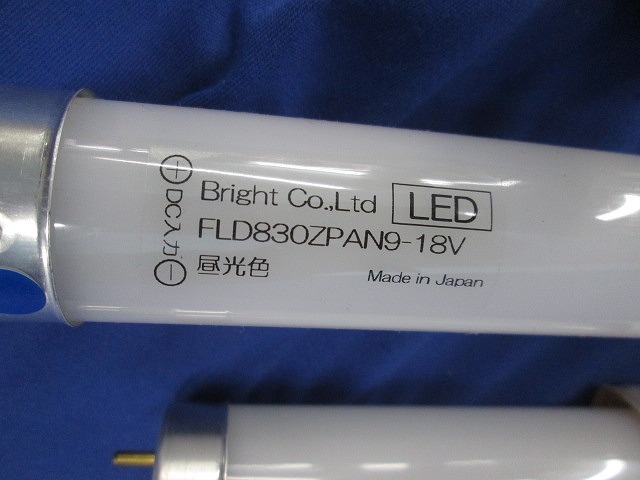 ⊕ DC入力 ⊖
Bright Co.,Ltd LED
FLD830ZPAN9-18V
昼光色
Made in Japan